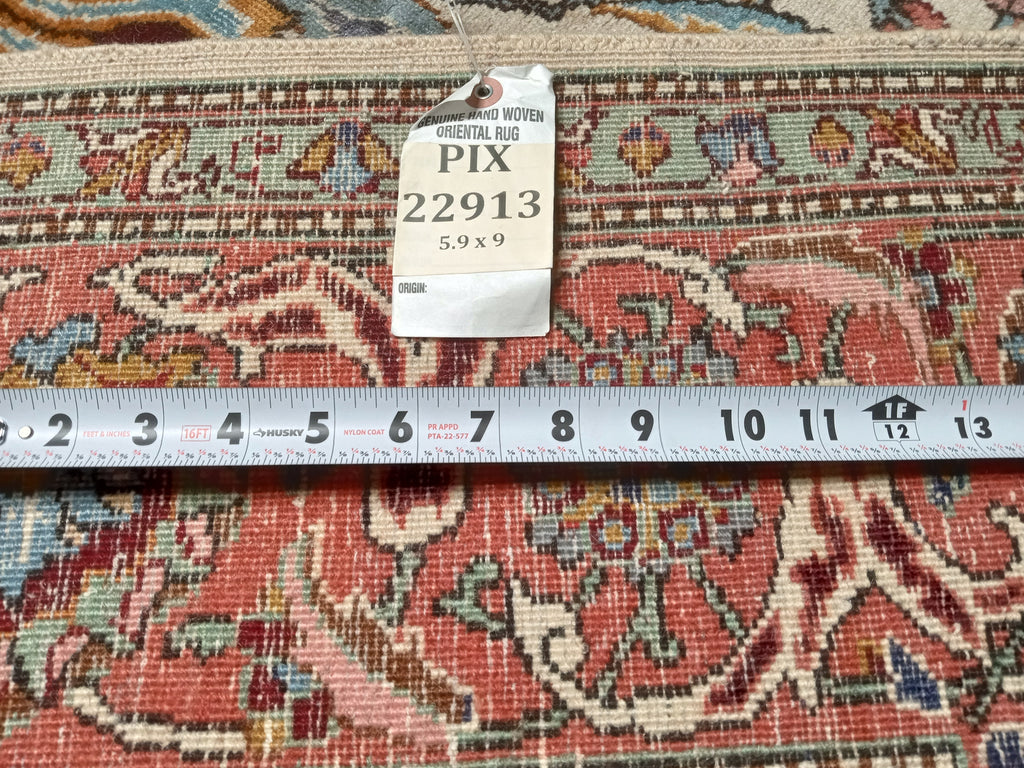 GENUINE HAND WOVEN
ORIENTAL RUG
PIX
22913
5.9 x 9
ORIGIN:
2 FEET & INCHES 3 16FT 4 HUSKY 5 NYLON COAT 6 PR APPD PTA-22-577 7 8 9 10 11 1F 12 1 13